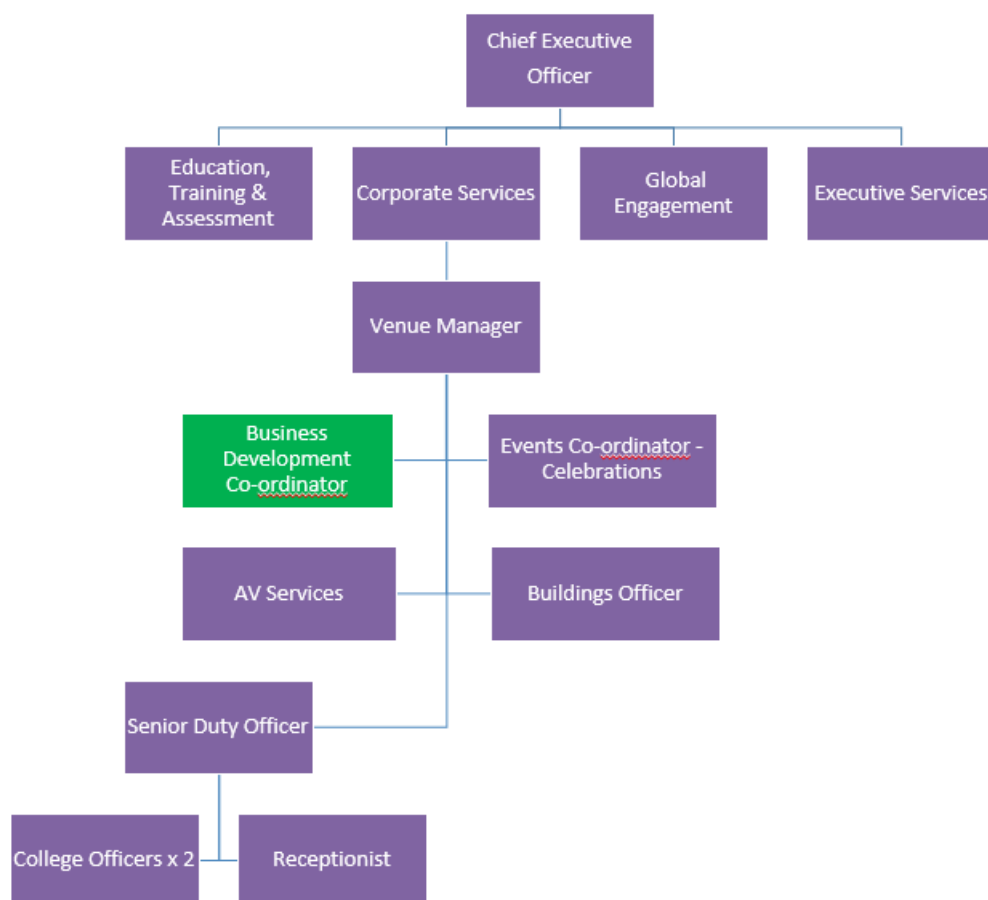 Chief Executive
Officer
Education,
Training &
Assessment
Corporate Services
Global
Engagement
Executive Services
Venue Manager
Business
Development
Co-ordinator
Events Co-ordinator -
Celebrations
AV Services
Buildings Officer
Senior Duty Officer
College Officers x 2
Receptionist